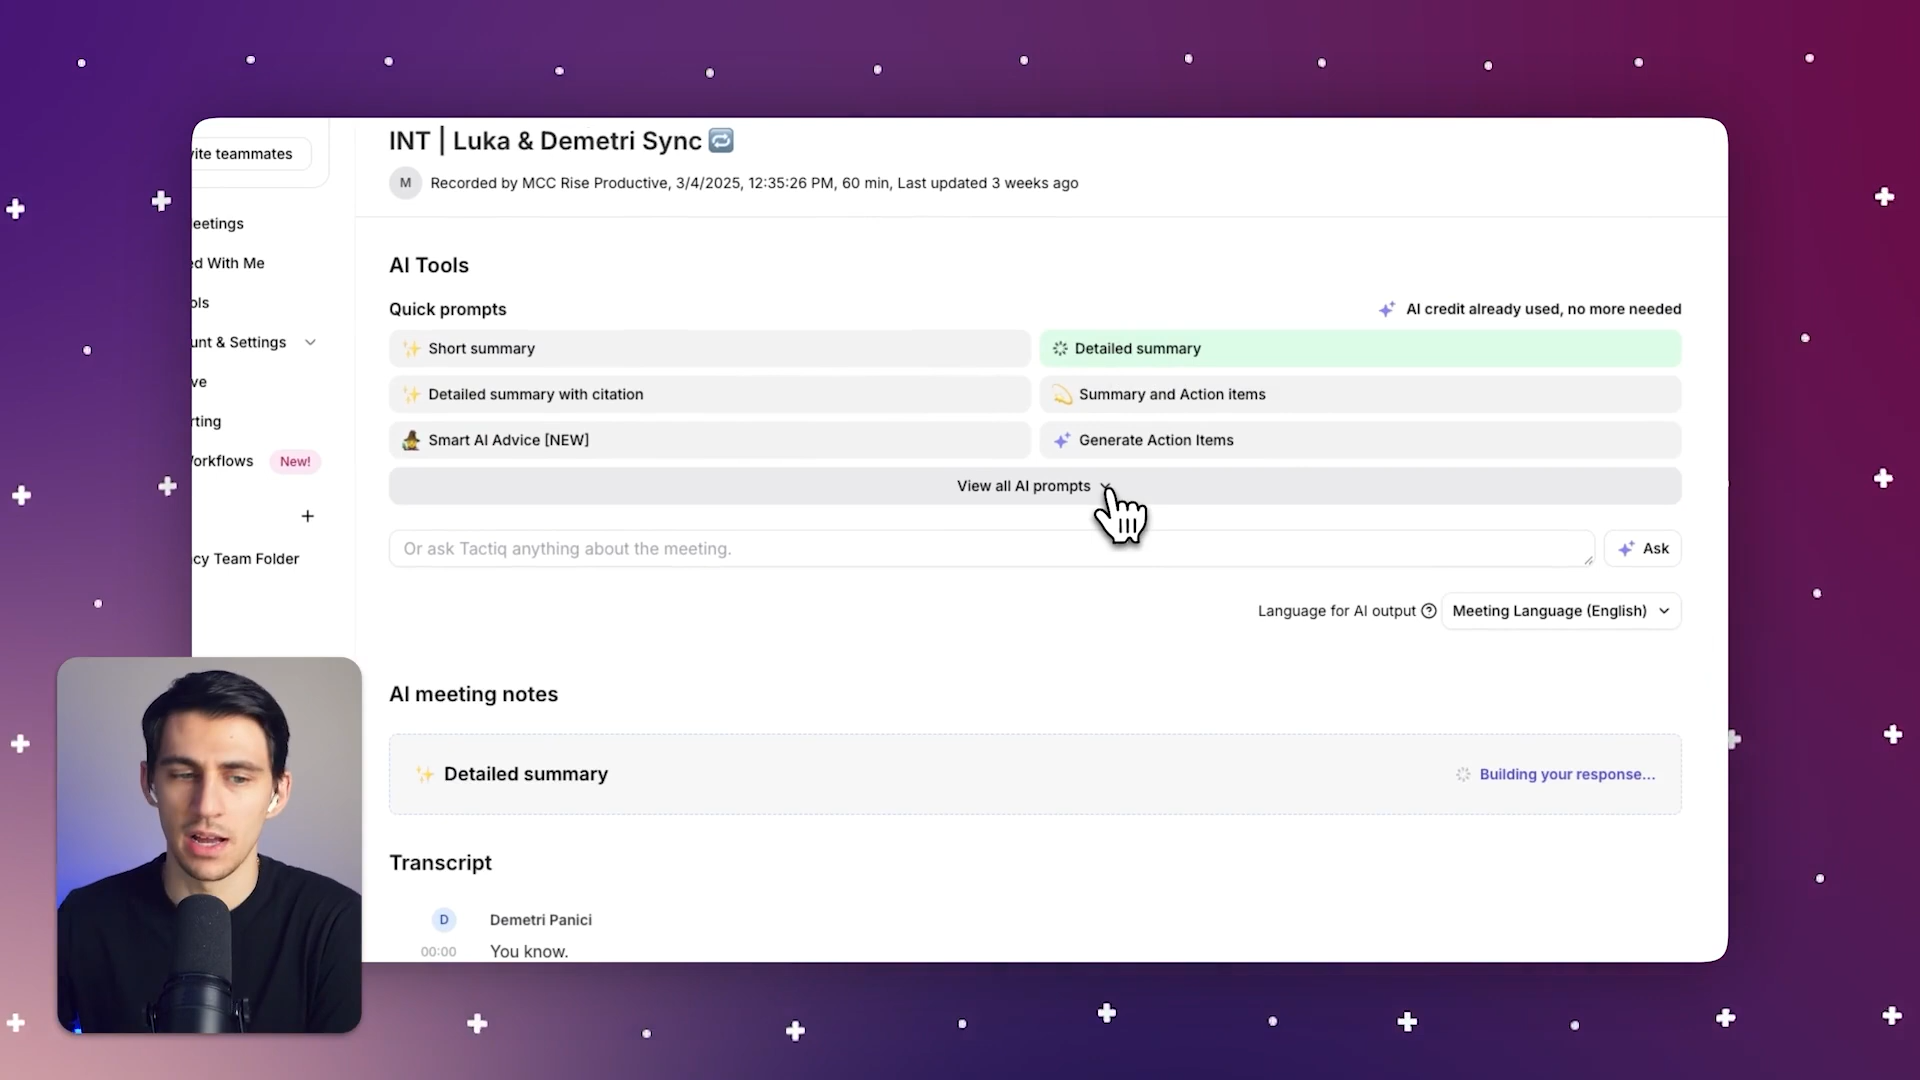 INT | Luka & Demetri Sync
M
Recorded by MCC Rise Productive, 3/4/2025, 12:35:26 PM, 60 min, Last updated 3 weeks ago
ite teammates
eetings
d With Me
ols
unt & Settings
ve
rting
orkflows New!
cy Team Folder
AI Tools
Quick prompts
AI credit already used, no more needed
Short summary
Detailed summary
Detailed summary with citation
Summary and Action items
Smart AI Advice [NEW]
Generate Action Items
View all AI prompts
Or ask Tactiq anything about the meeting.
Ask
Language for AI output
Meeting Language (English)
AI meeting notes
Detailed summary
Building your response...
Transcript
D
Demetri Panici
00:00 You know.